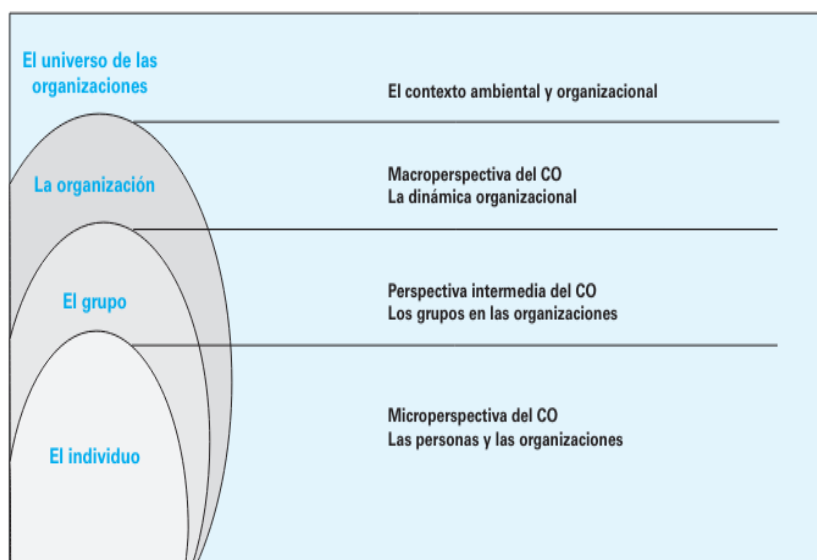 El universo de las
organizaciones
El contexto ambiental y organizacional
La organización
Macroperspectiva del CO
La dinámica organizacional
El grupo
Perspectiva intermedia del CO
Los grupos en las organizaciones
El individuo
Microperspectiva del CO
Las personas y las organizaciones